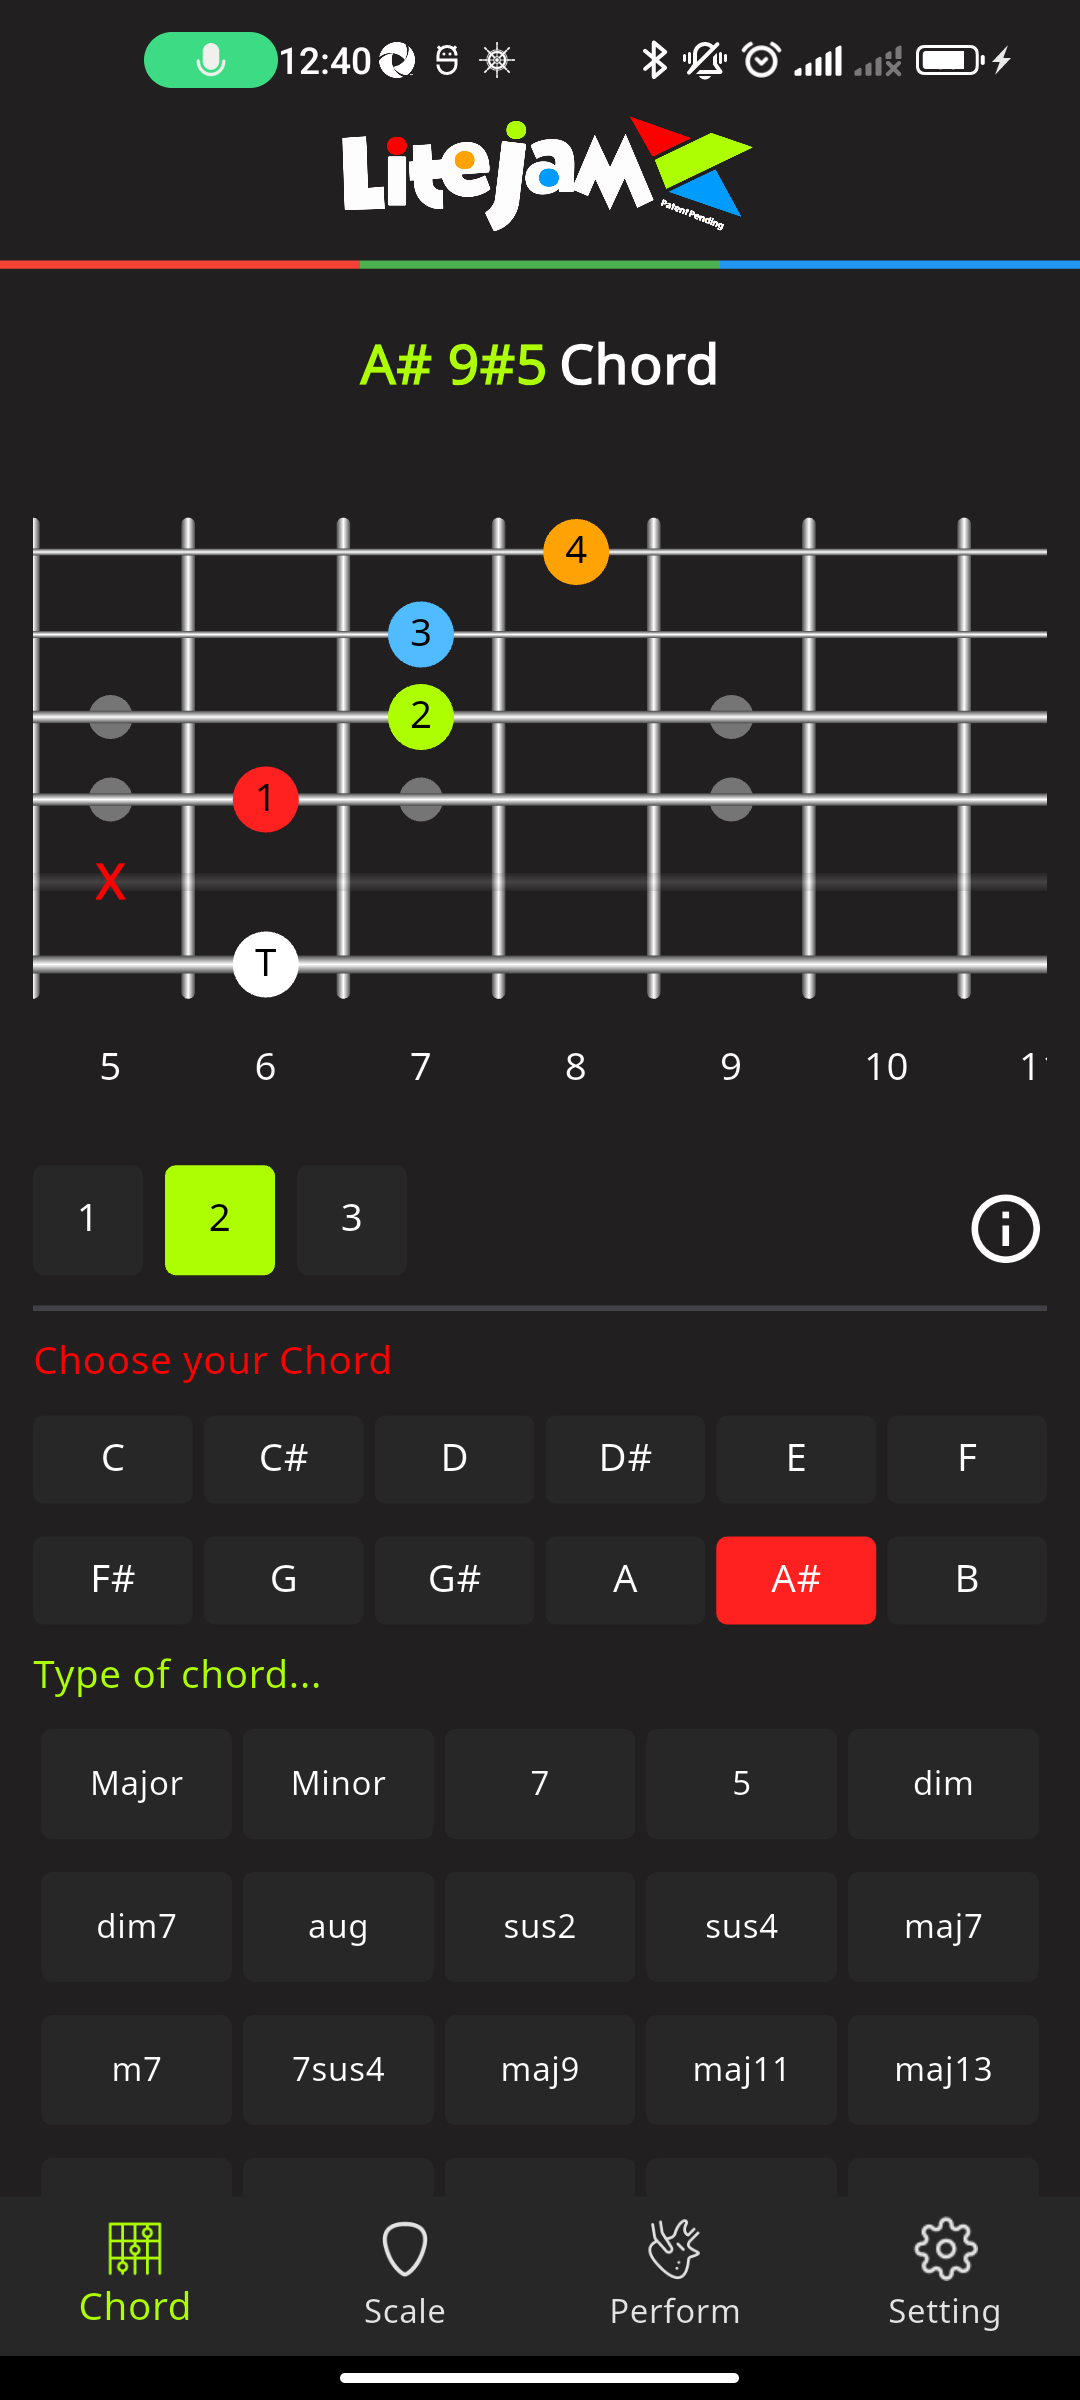 12:40
LiteJam
Patent Pending
A# 9#5 Chord
4
3
2
1
X
T
5 6 7 8 9 10 11
1 2 3
Choose your Chord
C C# D D# E F
F# G G# A A# B
Type of chord...
Major Minor 7 5 dim
dim7 aug sus2 sus4 maj7
m7 7sus4 maj9 maj11 maj13
Chord Scale Perform Setting